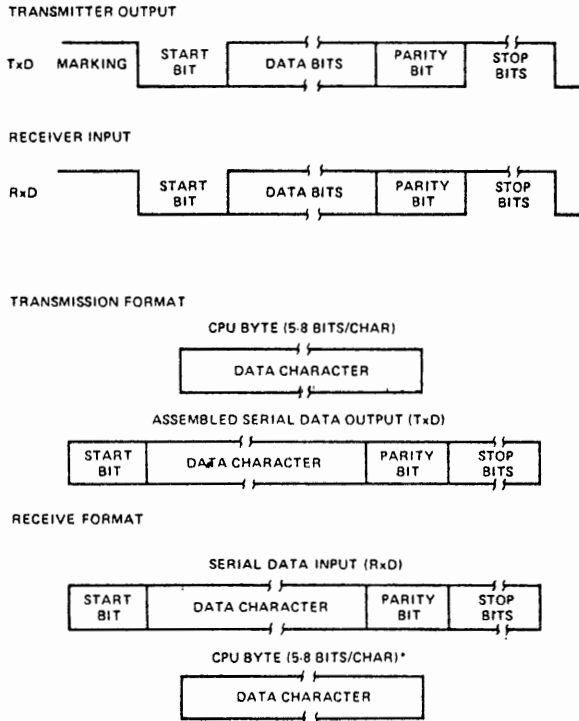 TRANSMITTER OUTPUT
TxD MARKING START BIT DATA BITS PARITY BIT STOP BITS
RECEIVER INPUT
RxD START BIT DATA BITS PARITY BIT STOP BITS
TRANSMISSION FORMAT
CPU BYTE (5-8 BITS/CHAR)
DATA CHARACTER
ASSEMBLED SERIAL DATA OUTPUT (TxD)
START BIT DATA CHARACTER PARITY BIT STOP BITS
RECEIVE FORMAT
SERIAL DATA INPUT (RxD)
START BIT DATA CHARACTER PARITY BIT STOP BITS
CPU BYTE (5-8 BITS/CHAR)*
DATA CHARACTER